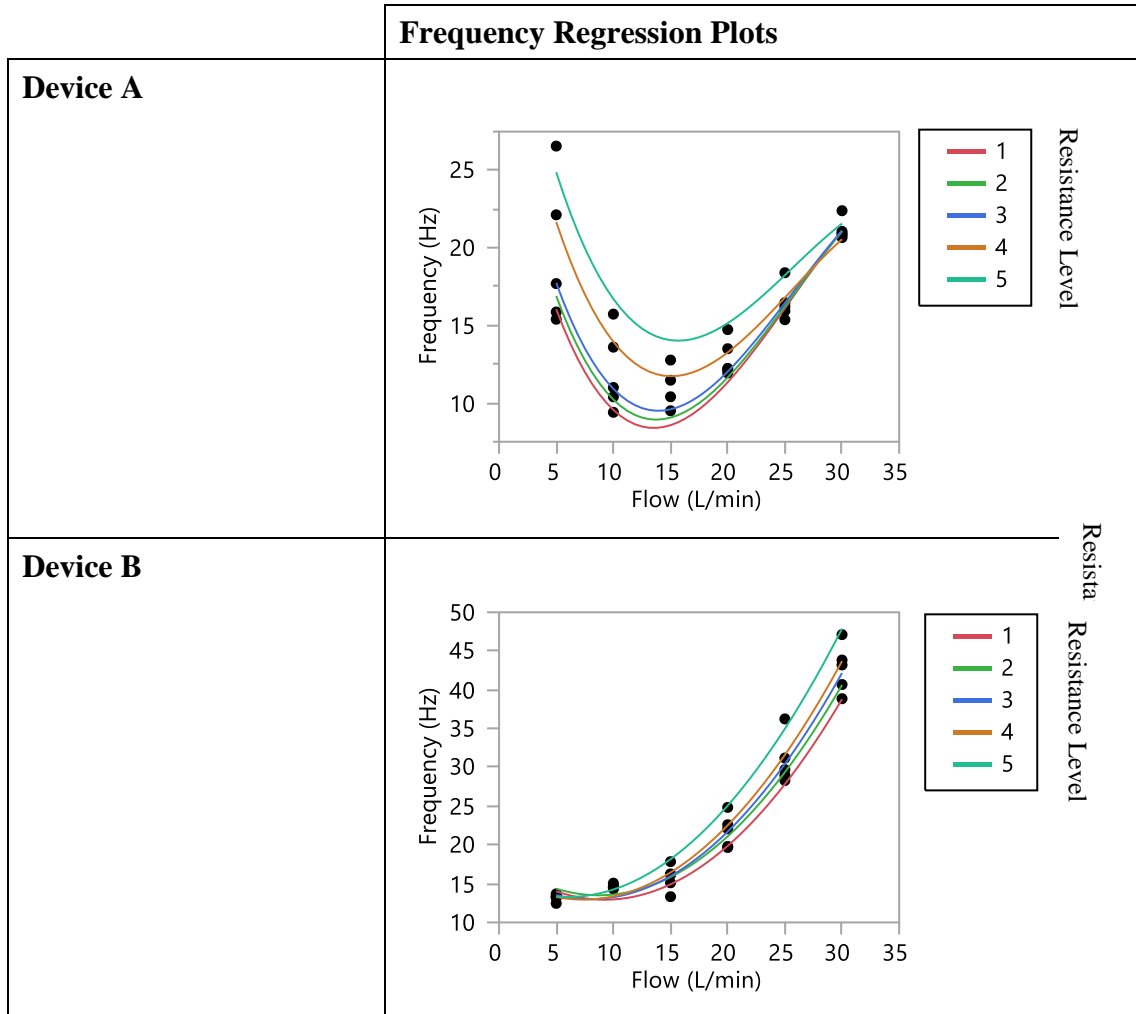 Frequency Regression Plots
Device A
25
20
15
10
Frequency (Hz)
0 5 10 15 20 25 30 35
Flow (L/min)
1
2
3
4
5
Resistance Level
Device B
Resista
50
45
40
35
30
25
20
15
10
Frequency (Hz)
0 5 10 15 20 25 30 35
Flow (L/min)
1
2
3
4
5
Resistance Level